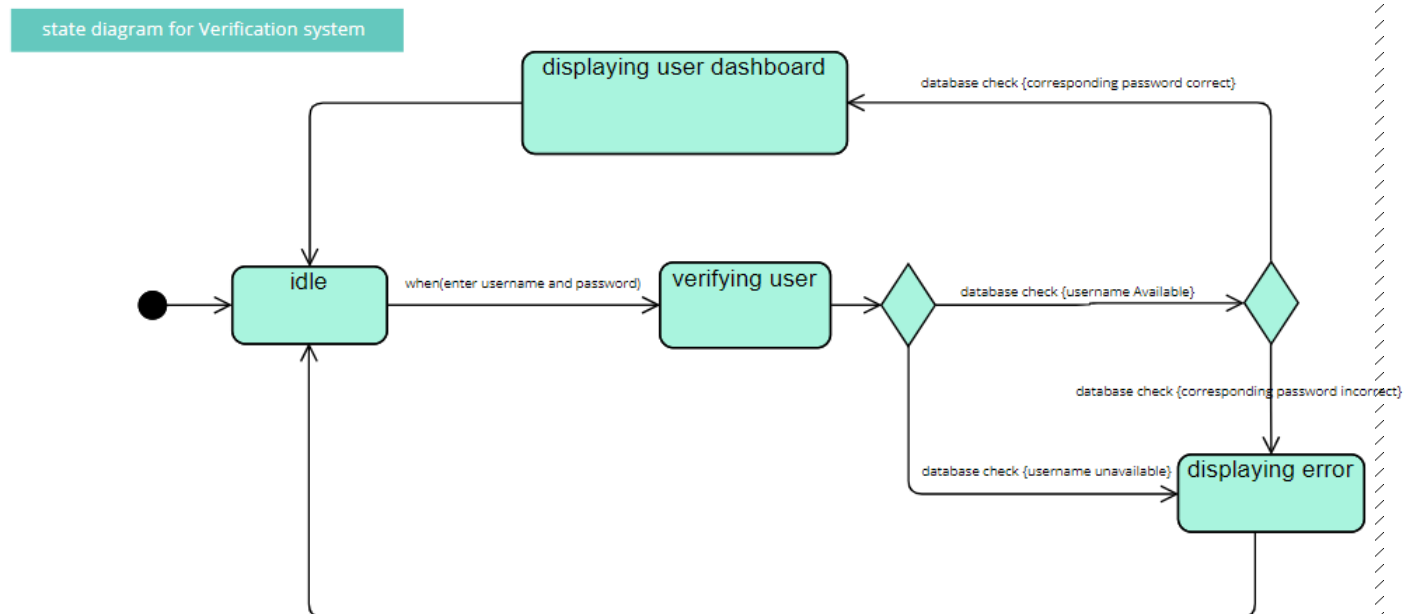 state diagram for Verification system
displaying user dashboard
database check {corresponding password correct}
idle
when(enter username and password)
verifying user
database check {username Available}
database check {corresponding password incorrect}
database check {username unavailable}
displaying error